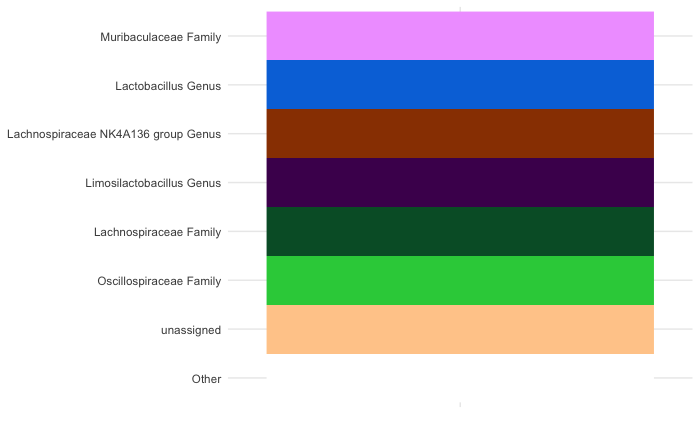 Muribaculaceae Family
Lactobacillus Genus
Lachnospiraceae NK4A136 group Genus
Limosilactobacillus Genus
Lachnospiraceae Family
Oscillospiraceae Family
unassigned
Other